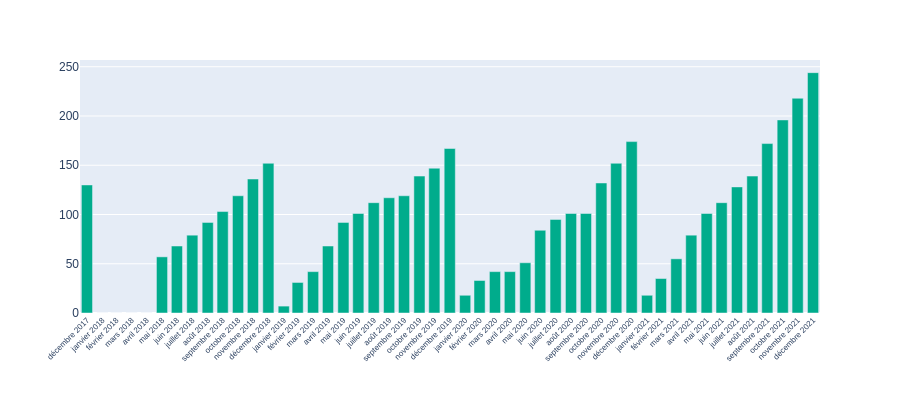 250
200
150
100
50
0
décembre 2017
janvier 2018
février 2018
mars 2018
avril 2018
mai 2018
juin 2018
juillet 2018
août 2018
septembre 2018
octobre 2018
novembre 2018
décembre 2018
janvier 2019
février 2019
mars 2019
avril 2019
mai 2019
juin 2019
juillet 2019
août 2019
septembre 2019
octobre 2019
novembre 2019
décembre 2019
janvier 2020
février 2020
mars 2020
avril 2020
mai 2020
juin 2020
juillet 2020
août 2020
septembre 2020
octobre 2020
novembre 2020
décembre 2020
janvier 2021
février 2021
mars 2021
avril 2021
mai 2021
juin 2021
juillet 2021
août 2021
septembre 2021
octobre 2021
novembre 2021
décembre 2021